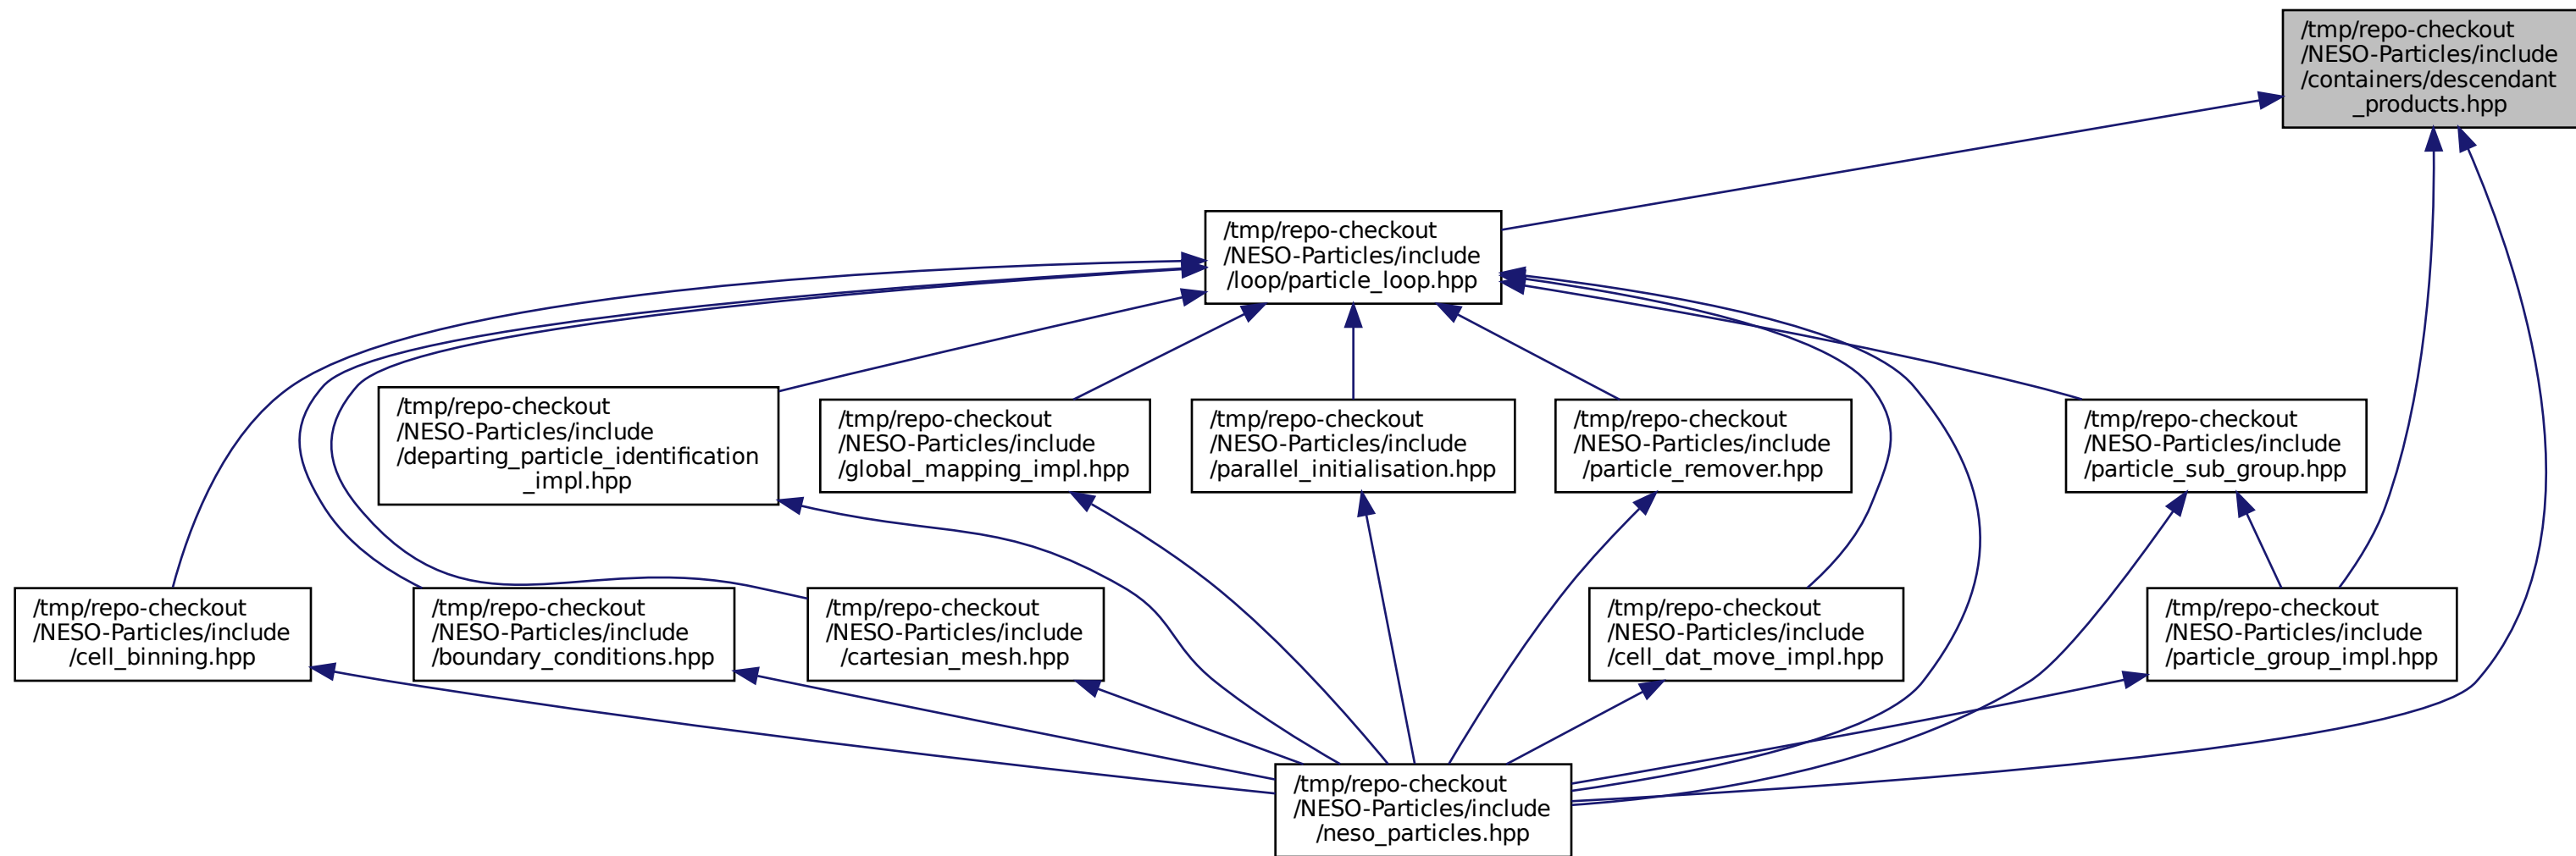 /tmp/repo-checkout
/NESO-Particles/include
/containers/descendant
_products.hpp
/tmp/repo-checkout
/NESO-Particles/include
/loop/particle_loop.hpp
/tmp/repo-checkout
/NESO-Particles/include
/departing_particle_identification
_impl.hpp
/tmp/repo-checkout
/NESO-Particles/include
/global_mapping_impl.hpp
/tmp/repo-checkout
/NESO-Particles/include
/parallel_initialisation.hpp
/tmp/repo-checkout
/NESO-Particles/include
/particle_remover.hpp
/tmp/repo-checkout
/NESO-Particles/include
/particle_sub_group.hpp
/tmp/repo-checkout
/NESO-Particles/include
/cell_binning.hpp
/tmp/repo-checkout
/NESO-Particles/include
/boundary_conditions.hpp
/tmp/repo-checkout
/NESO-Particles/include
/cartesian_mesh.hpp
/tmp/repo-checkout
/NESO-Particles/include
/cell_dat_move_impl.hpp
/tmp/repo-checkout
/NESO-Particles/include
/particle_group_impl.hpp
/tmp/repo-checkout
/NESO-Particles/include
/neso_particles.hpp